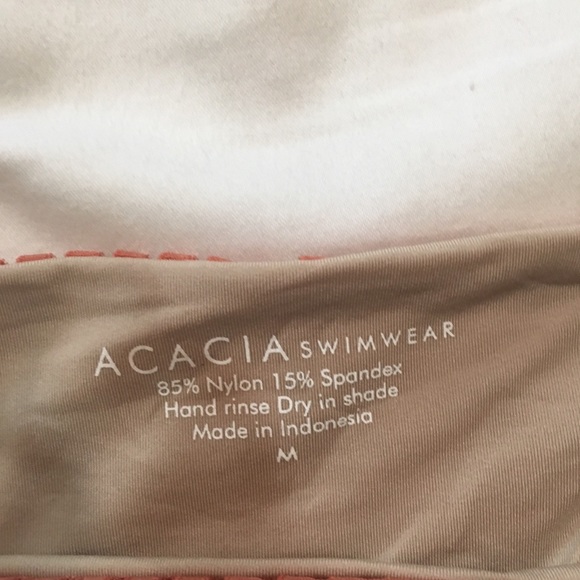 ACACIA SWIMWEAR
85% Nylon 15% Spandex
Hand rinse Dry in shade
Made in Indonesia
M